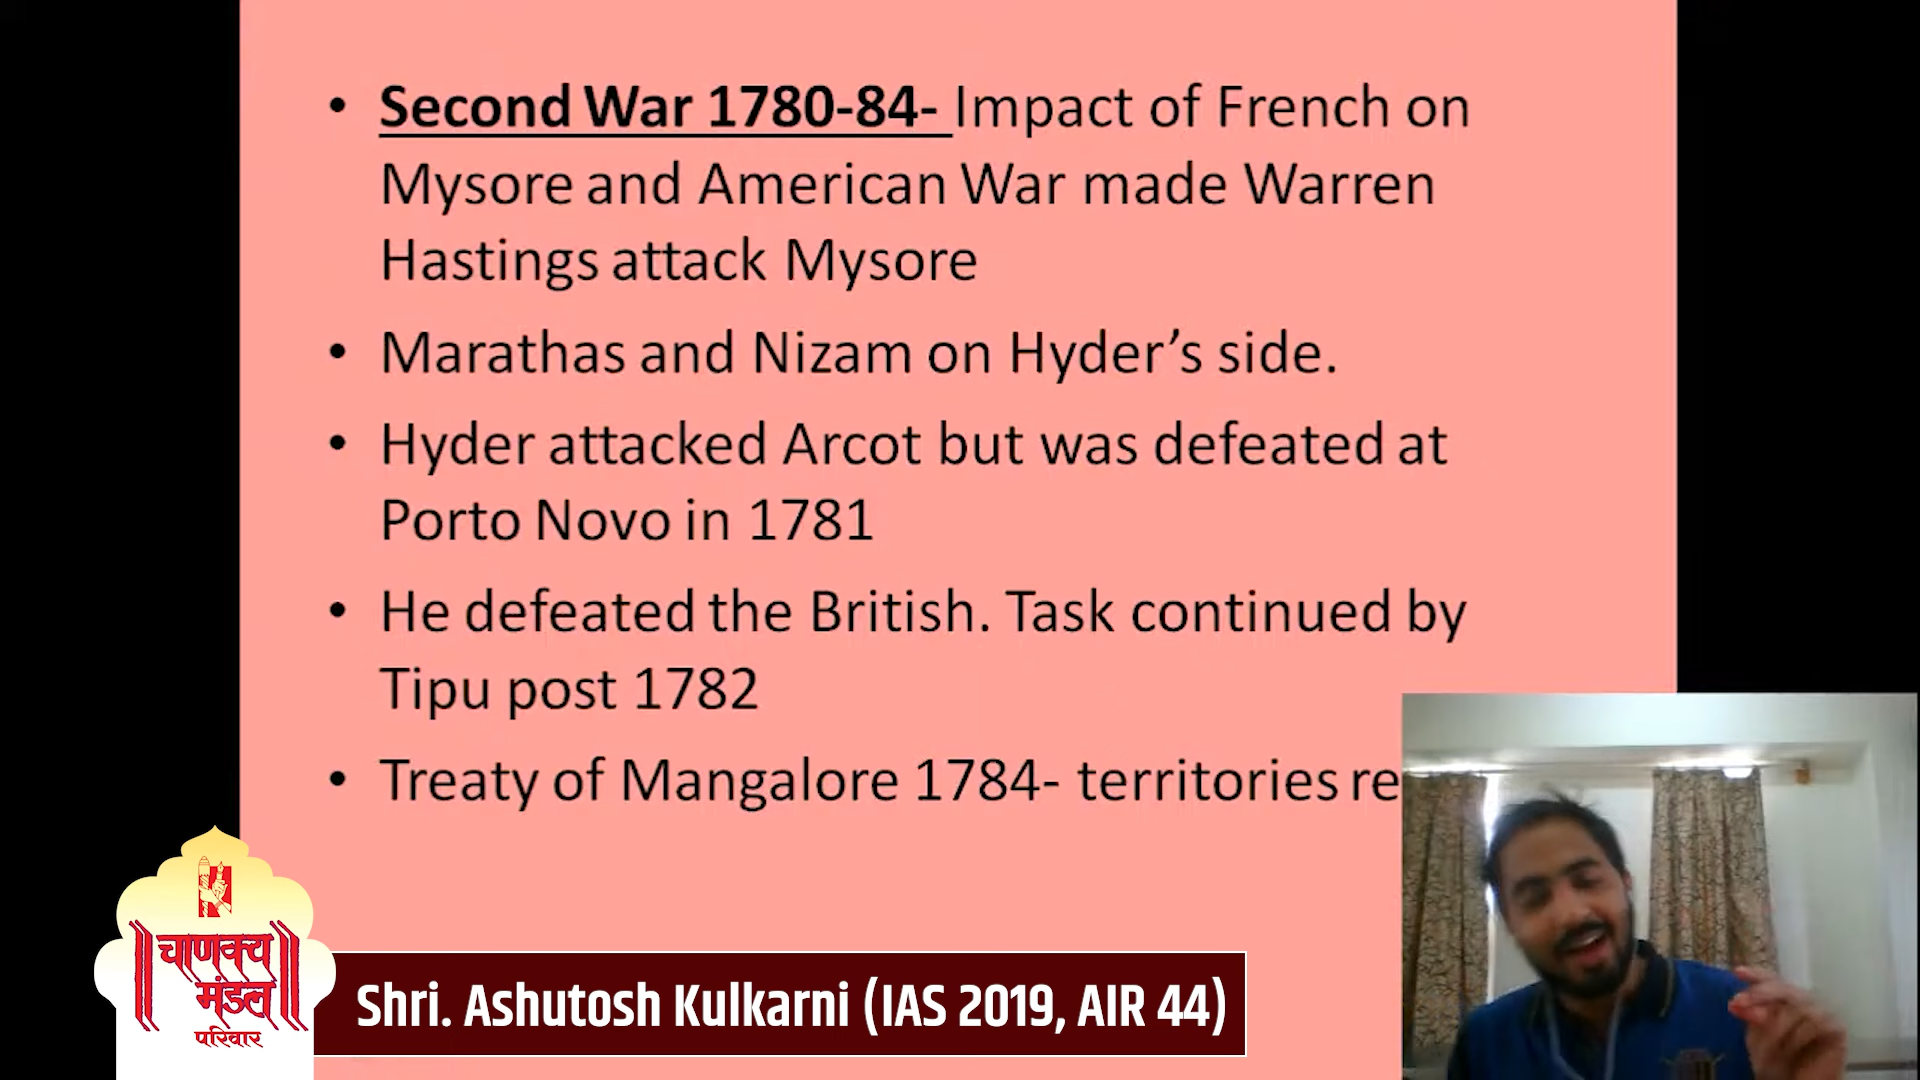 • Second War 1780-84- Impact of French on
Mysore and American War made Warren
Hastings attack Mysore
• Marathas and Nizam on Hyder’s side.
• Hyder attacked Arcot but was defeated at
Porto Novo in 1781
• He defeated the British. Task continued by
Tipu post 1782
• Treaty of Mangalore 1784- territories re
॥ चाणक्य
मंडल ॥
परिवार
Shri. Ashutosh Kulkarni (IAS 2019, AIR 44)